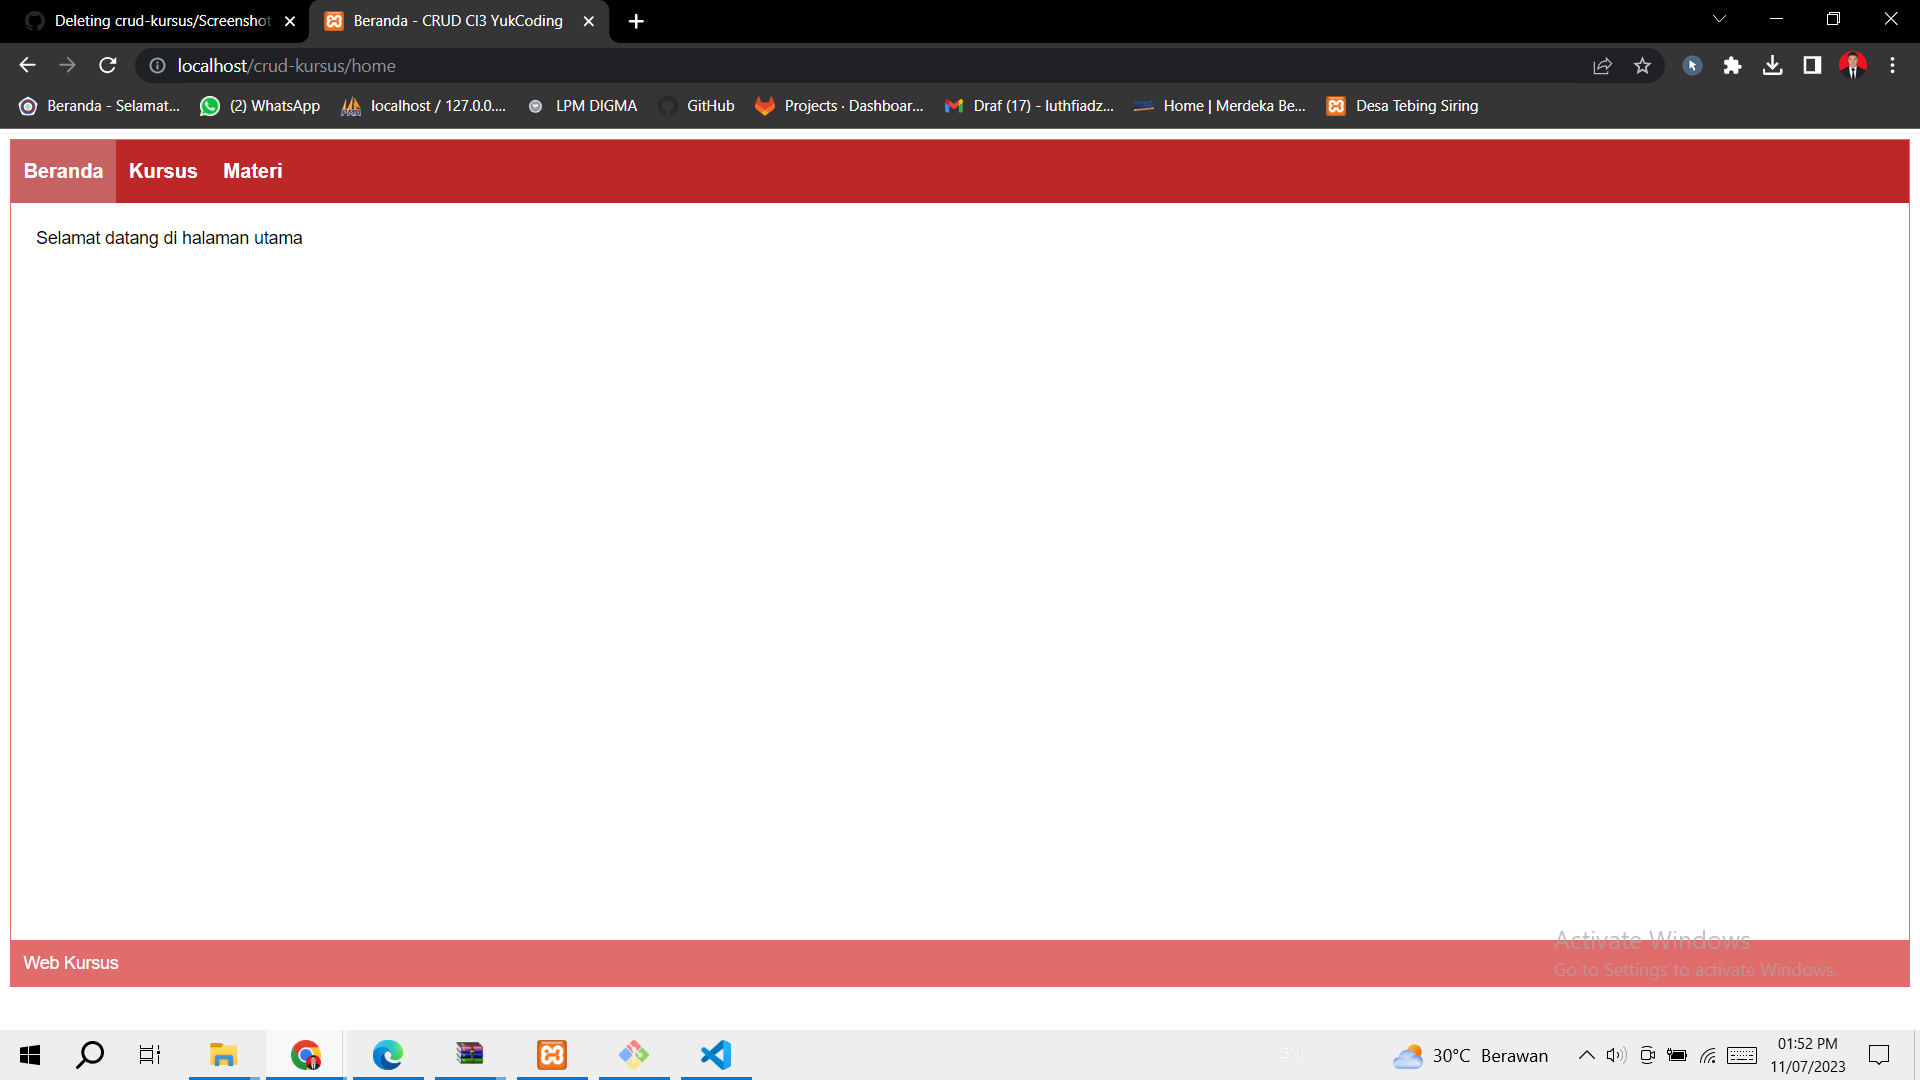 Deleting crud-kursus/Screenshot
Beranda - CRUD CI3 YukCoding
localhost/crud-kursus/home
Beranda - Selamat...
(2) WhatsApp
localhost / 127.0.0....
LPM DIGMA
GitHub
Projects · Dashboar...
Draf (17) - luthfiadz...
Home | Merdeka Be...
Desa Tebing Siring
Beranda Kursus Materi
Selamat datang di halaman utama
Activate Windows
Web Kursus
Go to Settings to activate Windows.
30°C Berawan
01:52 PM
11/07/2023